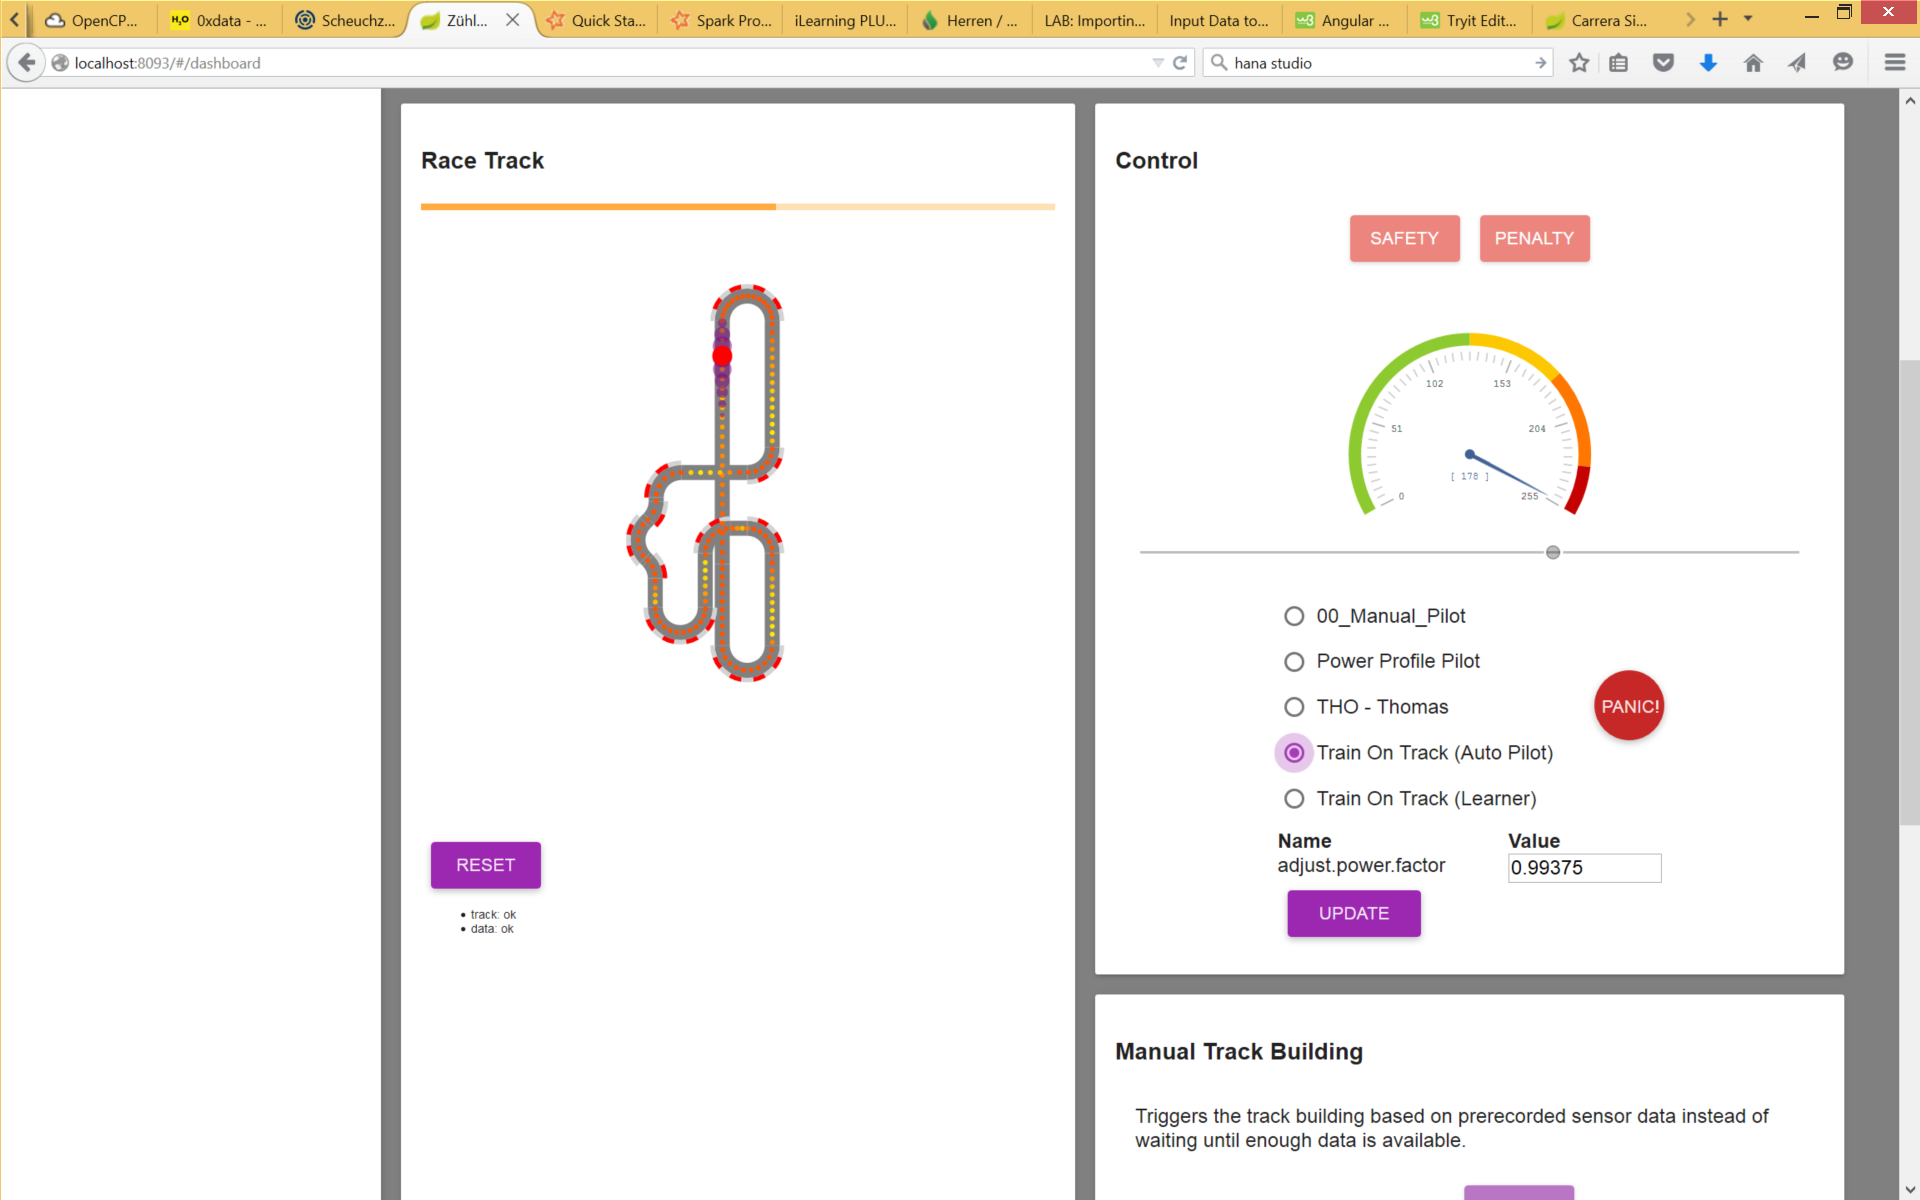 OpenCP...
H₂O 0xdata - ...
Scheuchz...
Zühl...
Quick Sta...
Spark Pro...
iLearning PLU...
Herren / ...
LAB: Importin...
Input Data to...
w3 Angular ...
w3 Tryit Edit...
Carrera Si...
localhost:8093/#/dashboard
hana studio
Race Track
RESET
track: ok
data: ok
Control
SAFETY PENALTY
102 153
51 204
[ 178 ]
0 255
00_Manual_Pilot
Power Profile Pilot
THO - Thomas
PANIC!
Train On Track (Auto Pilot)
Train On Track (Learner)
Name Value
adjust.power.factor 0.99375
UPDATE
Manual Track Building
Triggers the track building based on prerecorded sensor data instead of
waiting until enough data is available.